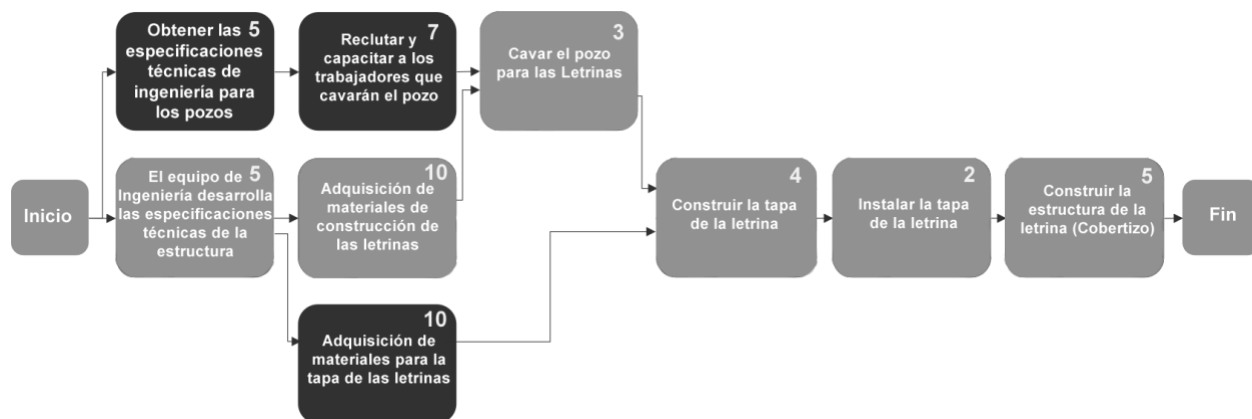 Inicio
Obtener las 5
especificaciones
técnicas de
ingeniería para
los pozos
7
Reclutar y
capacitar a los
trabajadores que
cavarán el pozo
3
Cavar el pozo
para las Letrinas
El equipo de 5
Ingeniería desarrolla
las especificaciones
técnicas de la
estructura
10
Adquisición de
materiales de
construcción de
las letrinas
10
Adquisición de
materiales para la
tapa de las letrinas
4
Construir la tapa
de la letrina
2
Instalar la tapa
de la letrina
5
Construir la
estructura de la
letrina (Cobertizo)
Fin